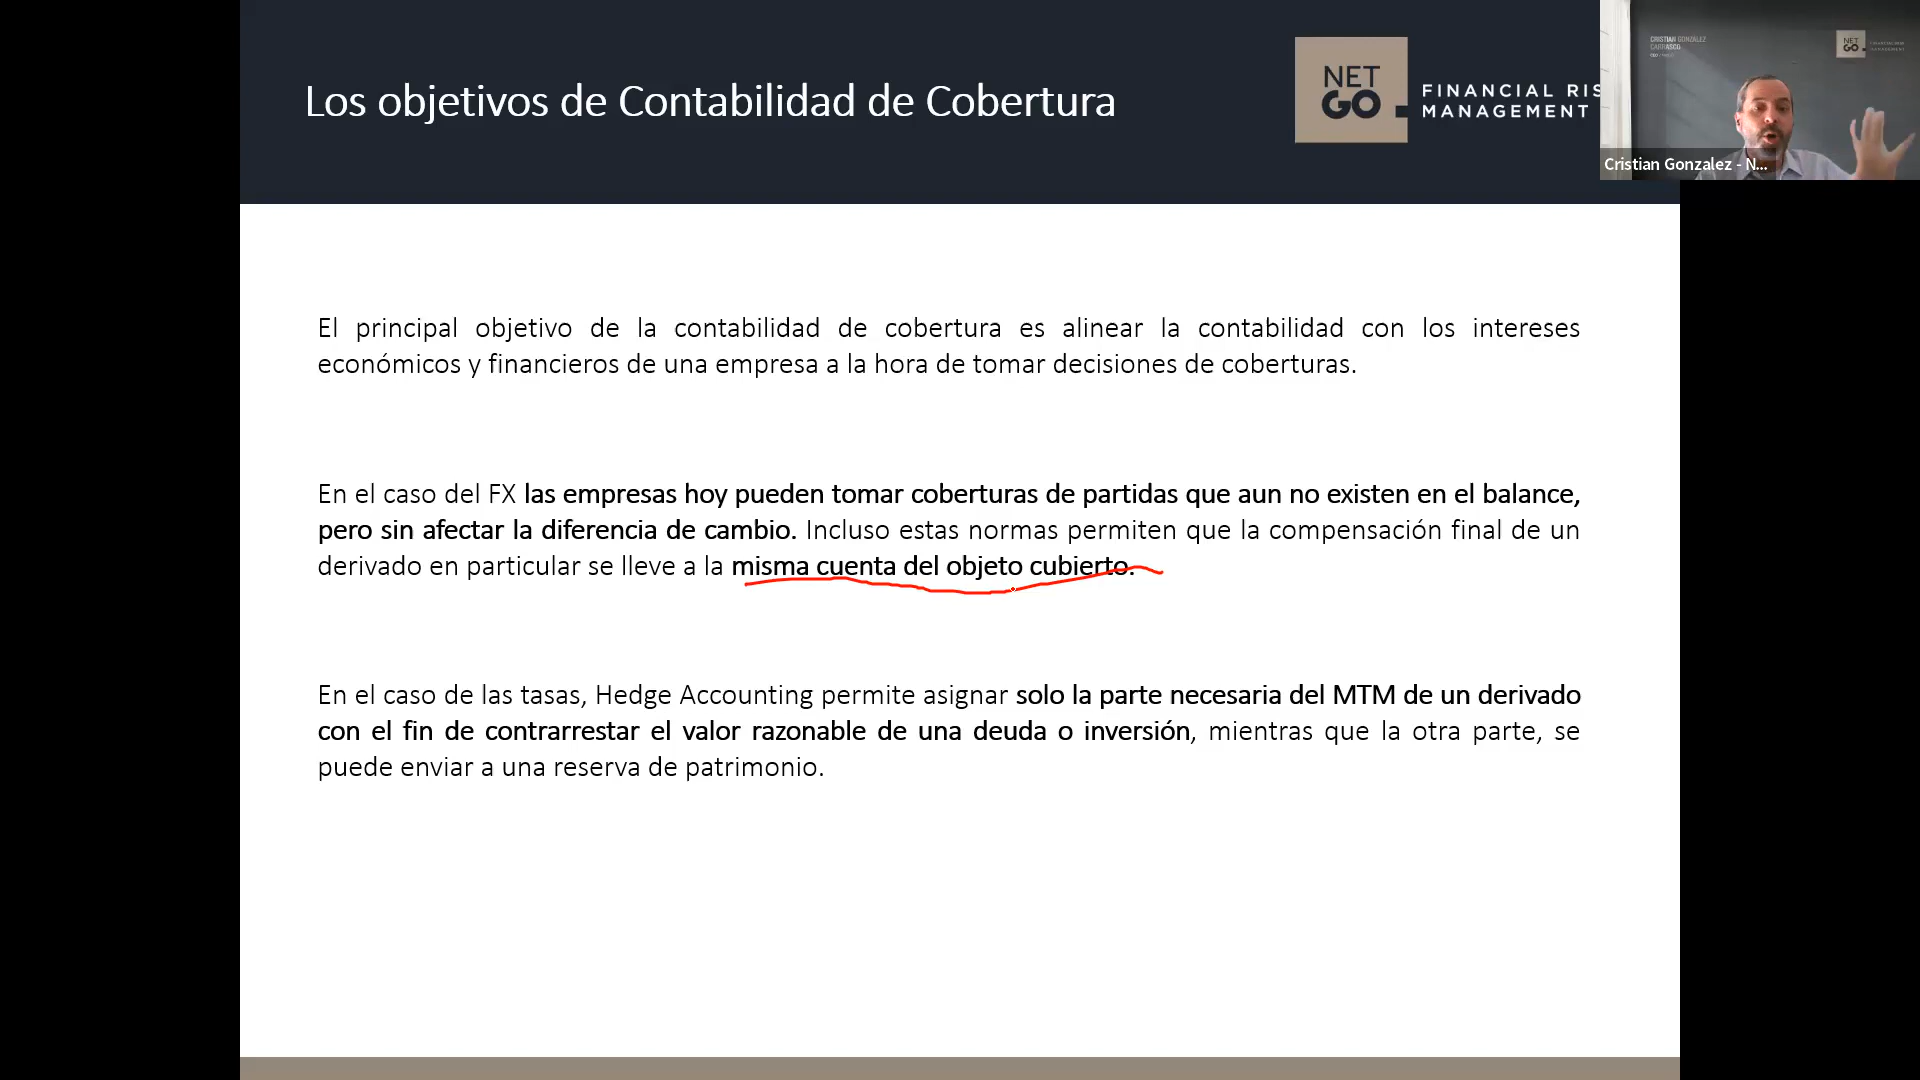 Los objetivos de Contabilidad de Cobertura
NET
GO.
FINANCIAL RIS
MANAGEMENT
CRISTIAN GONZÁLEZ
CARRASCO
NET
GO.
Cristian Gonzalez - N...
El principal objetivo de la contabilidad de cobertura es alinear la contabilidad con los intereses
económicos y financieros de una empresa a la hora de tomar decisiones de coberturas.
En el caso del FX las empresas hoy pueden tomar coberturas de partidas que aun no existen en el balance,
pero sin afectar la diferencia de cambio. Incluso estas normas permiten que la compensación final de un
derivado en particular se lleve a la misma cuenta del objeto cubierto.
En el caso de las tasas, Hedge Accounting permite asignar solo la parte necesaria del MTM de un derivado
con el fin de contrarrestar el valor razonable de una deuda o inversión, mientras que la otra parte, se
puede enviar a una reserva de patrimonio.